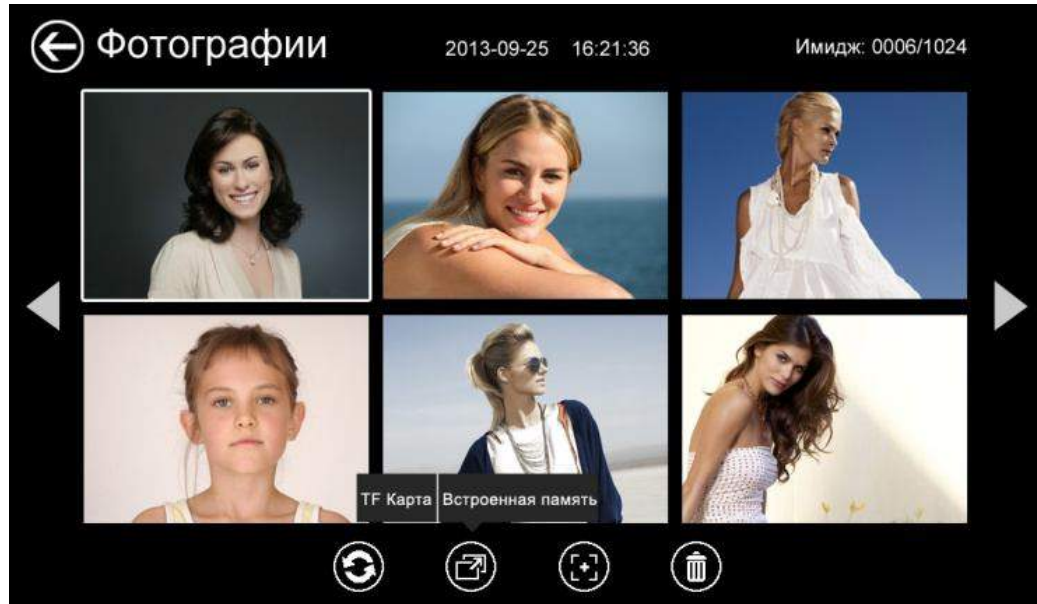 Фотографии
2013-09-25 16:21:36
Имидж: 0006/1024
TF Карта
Встроенная память